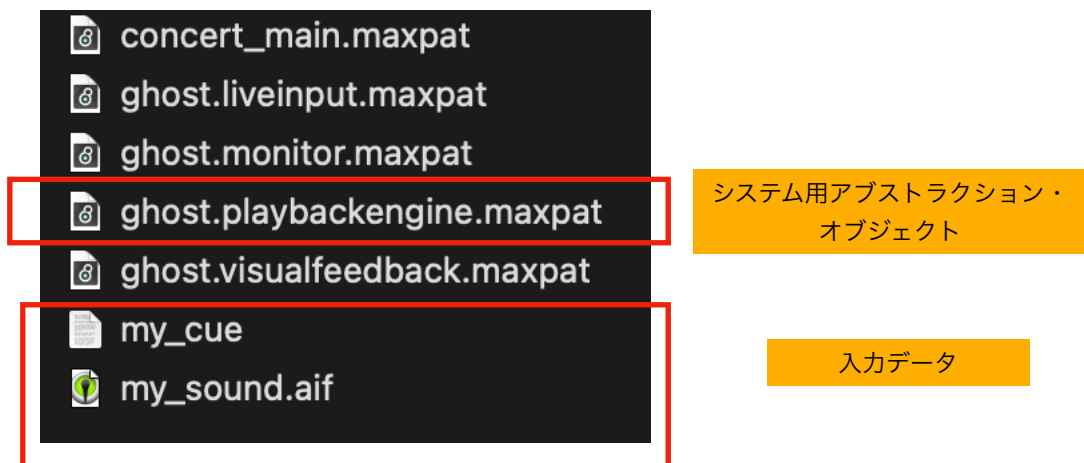 concert_main.maxpat
ghost.liveinput.maxpat
ghost.monitor.maxpat
ghost.playbackengine.maxpat
システム用アブストラクション・
オブジェクト
ghost.visualfeedback.maxpat
my_cue
入力データ
my_sound.aif